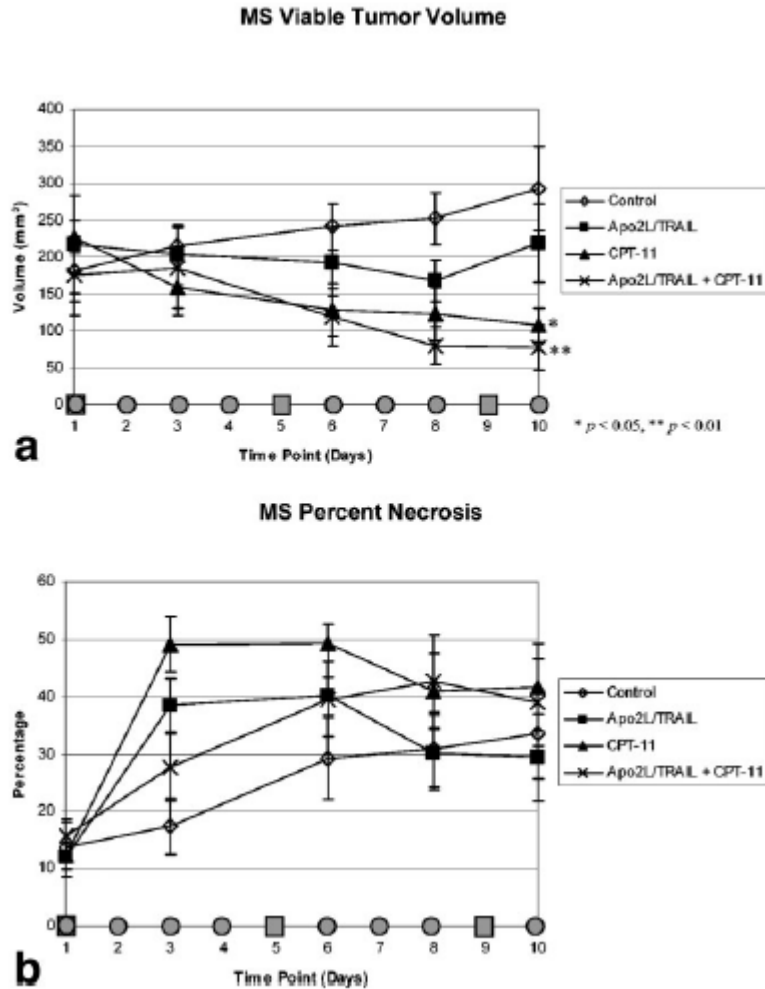 MS Viable Tumor Volume
400
350
300
250
200
150
100
50
0
Volume (mm³)
1 2 3 4 5 6 7 8 9 10
Time Point (Days)
Control
Apo2L/TRAIL
CPT-11
Apo2L/TRAIL + CPT-11
*
**
* p < 0.05, ** p < 0.01
a
MS Percent Necrosis
60
50
40
30
20
10
0
Percentage
1 2 3 4 5 6 7 8 9 10
Time Point (Days)
Control
Apo2L/TRAIL
CPT-11
Apo2L/TRAIL + CPT-11
b